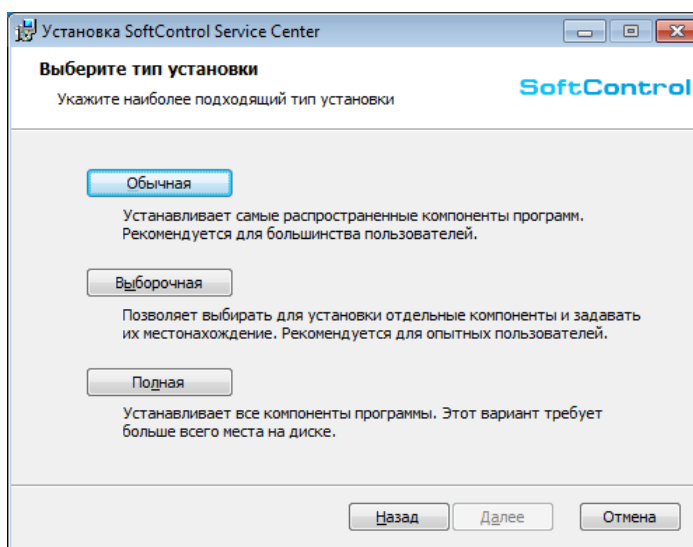 Установка SoftControl Service Center
Выберите тип установки
Укажите наиболее подходящий тип установки
SoftControl
Обычная
Устанавливает самые распространенные компоненты программ.
Рекомендуется для большинства пользователей.
Выборочная
Позволяет выбирать для установки отдельные компоненты и задавать
их местонахождение. Рекомендуется для опытных пользователей.
Полная
Устанавливает все компоненты программы. Этот вариант требует
больше всего места на диске.
Назад
Далее
Отмена